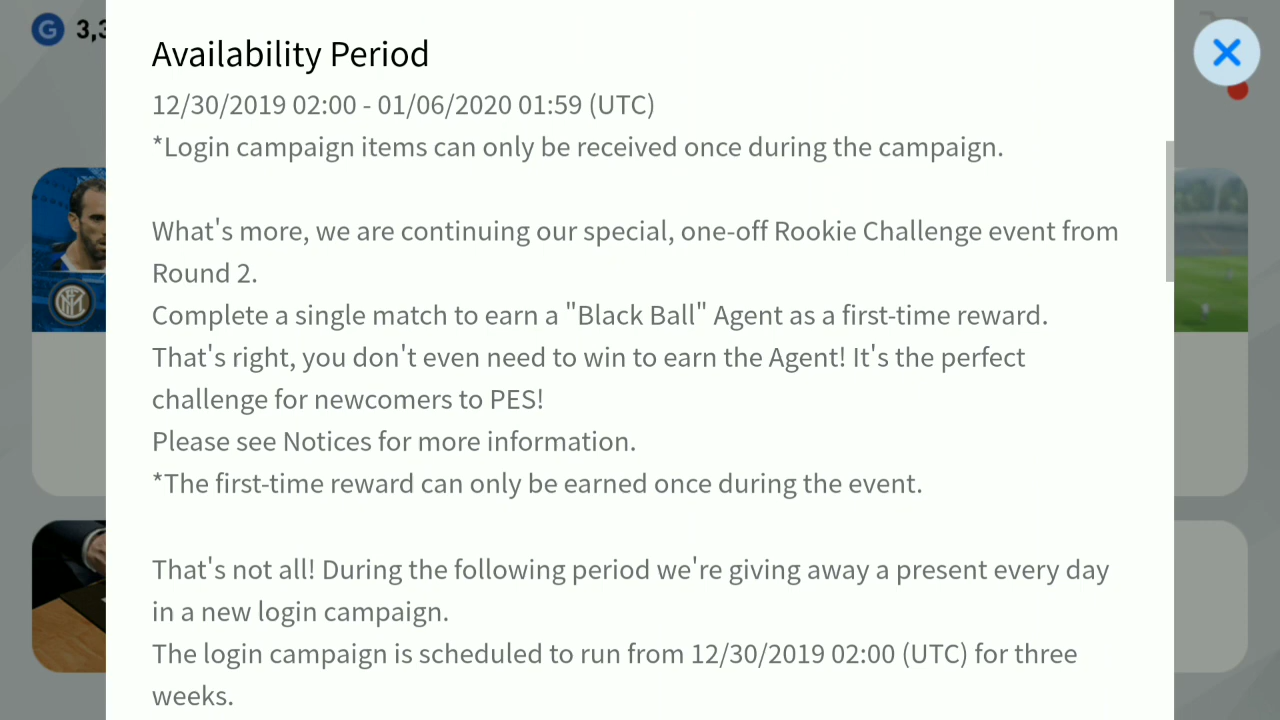 G 3,3
Availability Period
12/30/2019 02:00 - 01/06/2020 01:59 (UTC)
*Login campaign items can only be received once during the campaign.
What's more, we are continuing our special, one-off Rookie Challenge event from
Round 2.
Complete a single match to earn a "Black Ball" Agent as a first-time reward.
That's right, you don't even need to win to earn the Agent! It's the perfect
challenge for newcomers to PES!
Please see Notices for more information.
*The first-time reward can only be earned once during the event.
That's not all! During the following period we're giving away a present every day
in a new login campaign.
The login campaign is scheduled to run from 12/30/2019 02:00 (UTC) for three
weeks.